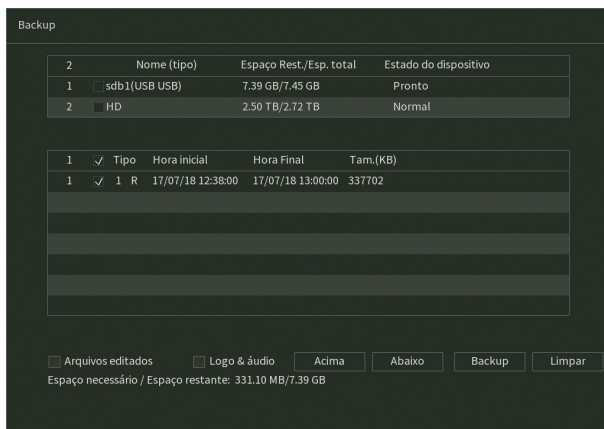 Backup
2 Nome (tipo) Espaço Rest./Esp. total Estado do dispositivo
1 sdb1(USB USB) 7.39 GB/7.45 GB Pronto
2 HD 2.50 TB/2.72 TB Normal
1 Tipo Hora inicial Hora Final Tam.(KB)
1 1 R 17/07/18 12:38:00 17/07/18 13:00:00 337702
Arquivos editados Logo & áudio Acima Abaixo Backup Limpar
Espaço necessário / Espaço restante: 331.10 MB/7.39 GB